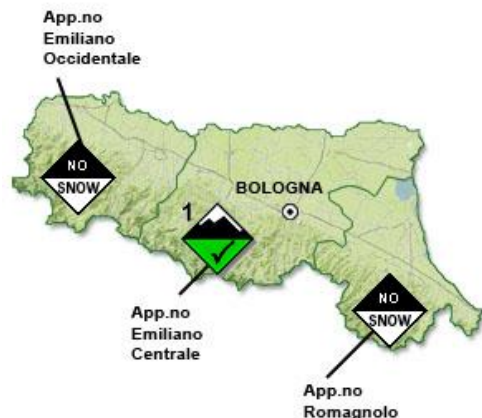 App.no
Emiliano
Occidentale
NO
SNOW
BOLOGNA
1
App.no
Emiliano
Centrale
NO
SNOW
App.no
Romagnolo